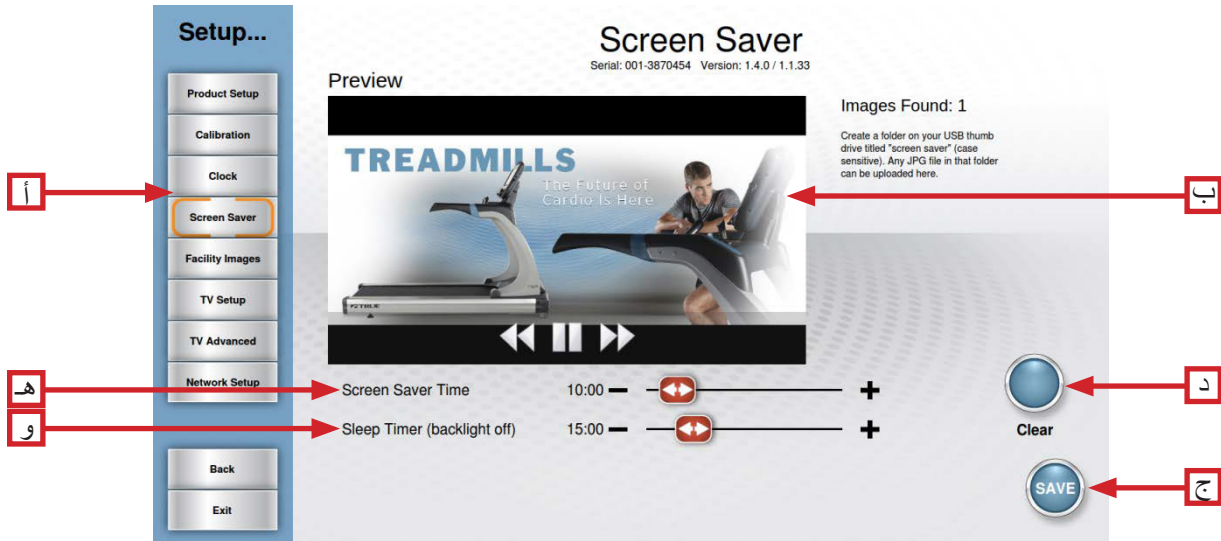 Setup...
Product Setup
Calibration
Clock
Screen Saver
Facility Images
TV Setup
TV Advanced
Network Setup
Back
Exit
Screen Saver
Serial: 001-3870454 Version: 1.4.0 / 1.1.33
Preview
TREADMILLS
The Future of
Cardio Is Here
TRUE
Images Found: 1
Create a folder on your USB thumb
drive titled "screen saver" (case
sensitive). Any JPG file in that folder
can be uploaded here.
Screen Saver Time 10:00
Sleep Timer (backlight off) 15:00
Clear
SAVE
أ
ب
هـ
و
د
ج